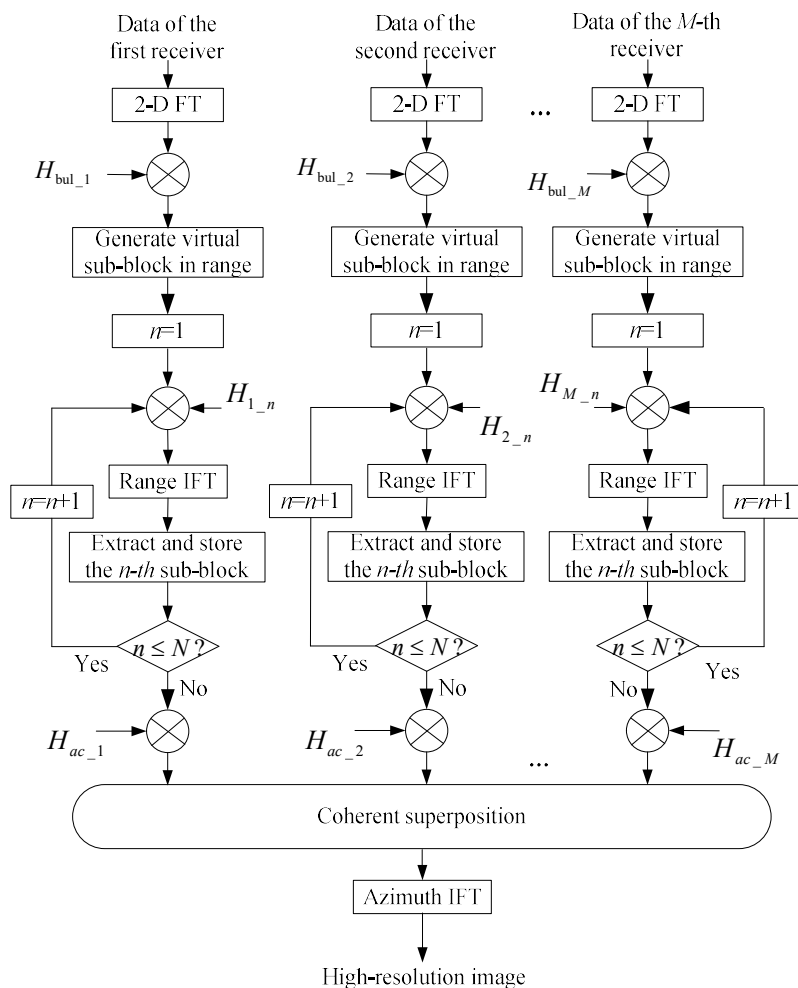 Data of the
first receiver
Data of the
second receiver
Data of the M-th
receiver
2-D FT
2-D FT
...
2-D FT
H_bul_1
H_bul_2
H_bul_M
Generate virtual
sub-block in range
Generate virtual
sub-block in range
Generate virtual
sub-block in range
n=1
n=1
n=1
H_1_n
H_2_n
H_M_n
Range IFT
Range IFT
Range IFT
n=n+1
n=n+1
n=n+1
Extract and store
the n-th sub-block
Extract and store
the n-th sub-block
Extract and store
the n-th sub-block
n ≤ N ?
n ≤ N ?
n ≤ N ?
Yes
Yes
Yes
No
No
No
H_ac_1
H_ac_2
...
H_ac_M
Coherent superposition
Azimuth IFT
High-resolution image